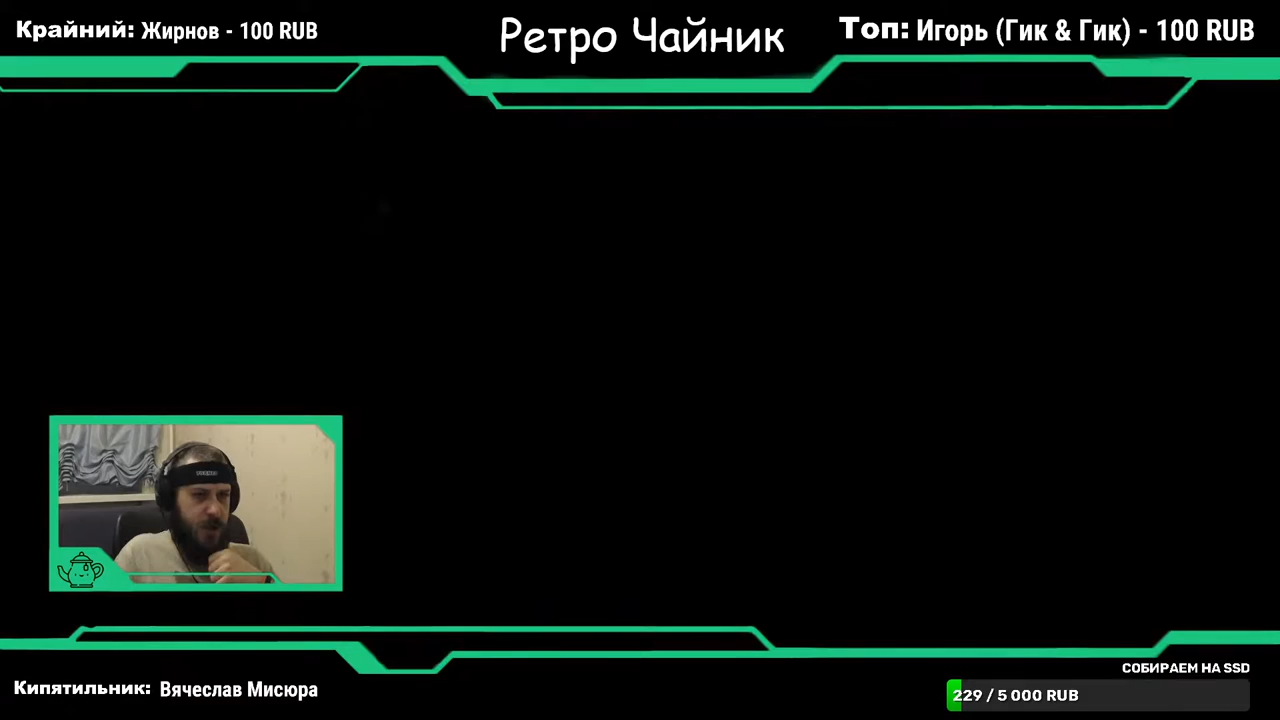 Крайний: Жирнов - 100 RUB
Ретро Чайник
Топ: Игорь (Гик & Гик) - 100 RUB
Кипятильник: Вячеслав Мисюра
СОБИРАЕМ НА SSD
229 / 5 000 RUB